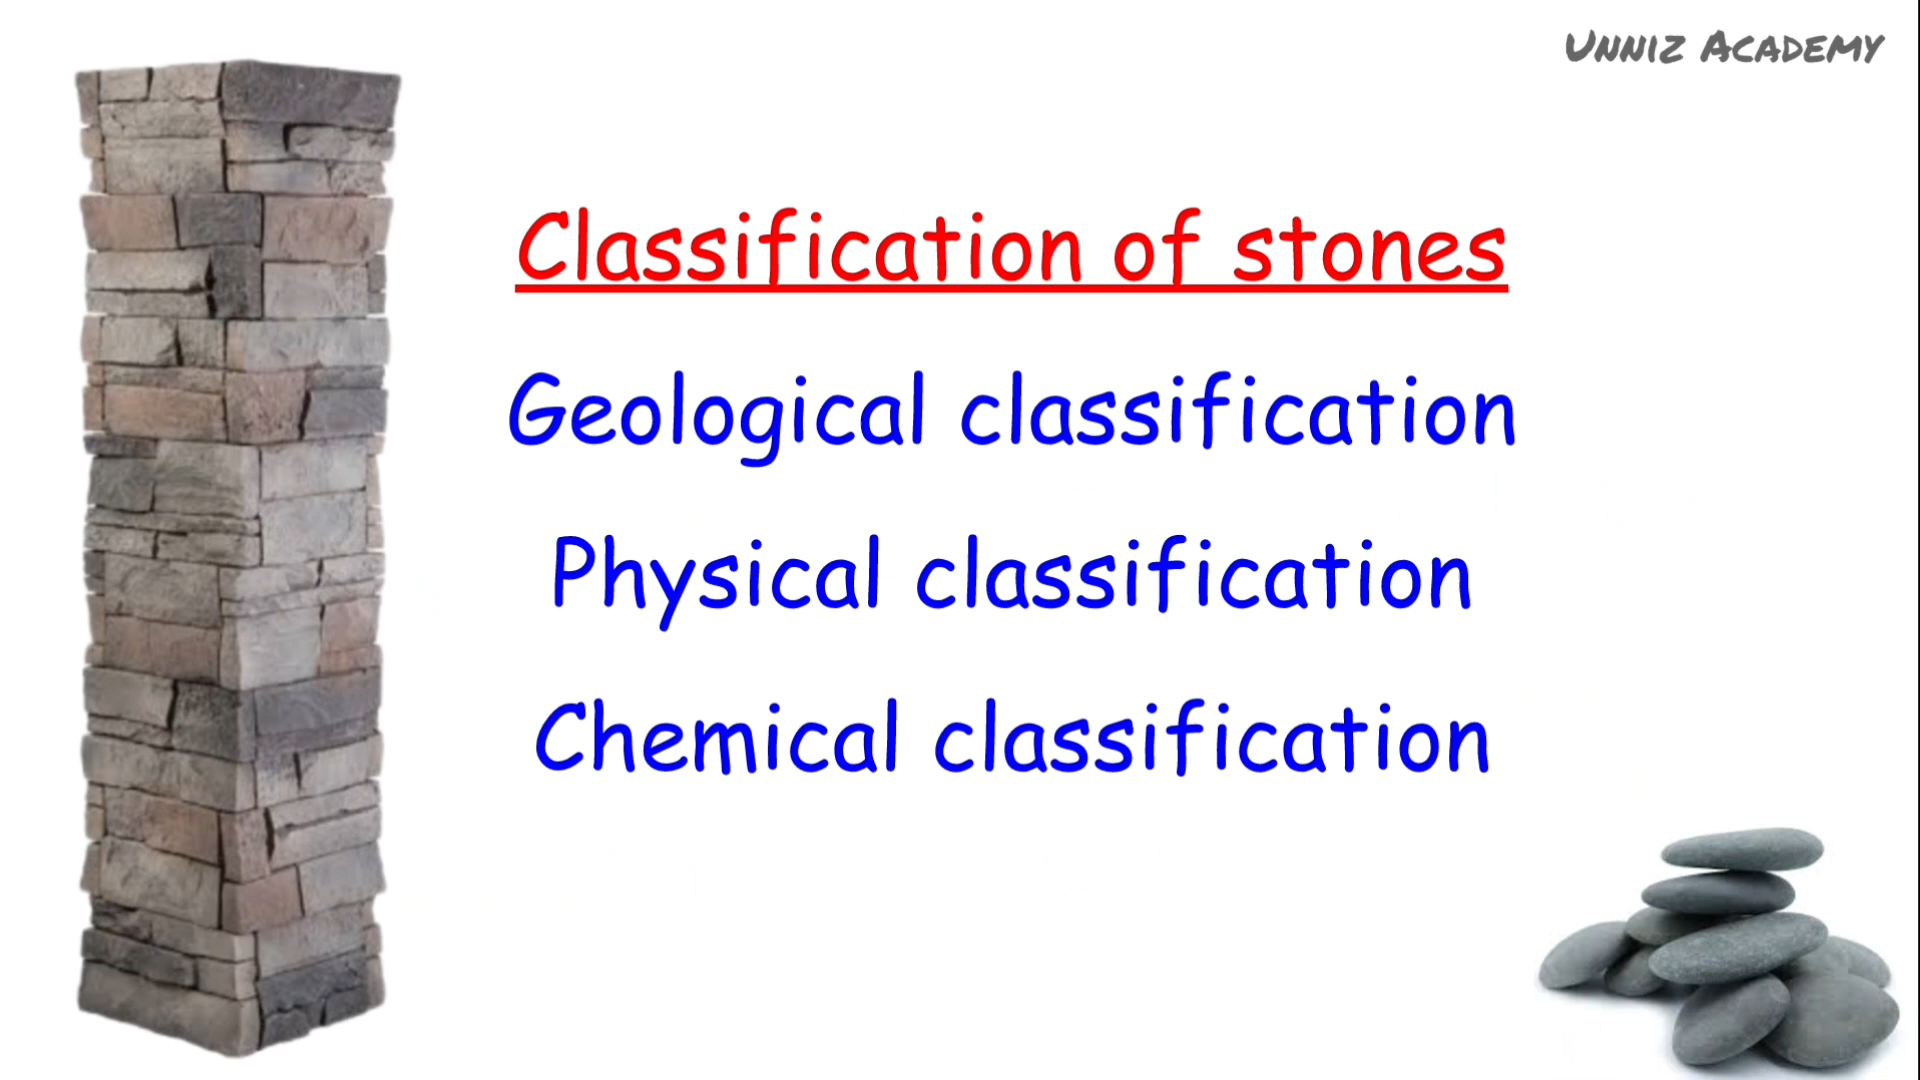 Unniz Academy
Classification of stones
Geological classification
Physical classification
Chemical classification